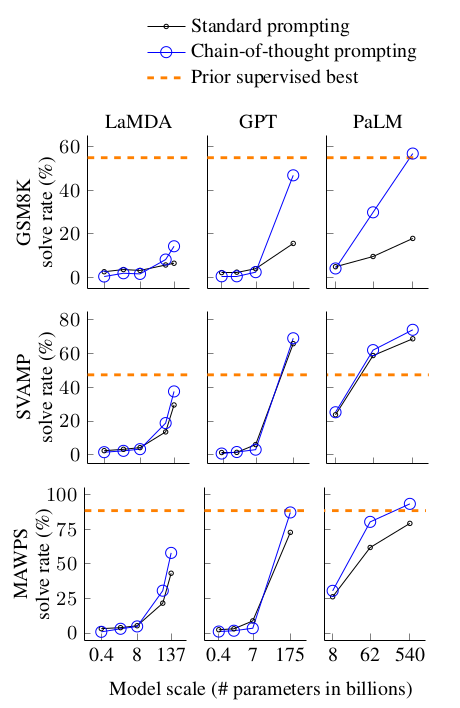 Standard prompting
Chain-of-thought prompting
Prior supervised best
LaMDA GPT PaLM
GSM8K
solve rate (%)
60
40
20
0
SVAMP
solve rate (%)
80
60
40
20
0
MAWPS
solve rate (%)
100
75
50
25
0
0.4 8 137 0.4 7 175 8 62 540
Model scale (# parameters in billions)